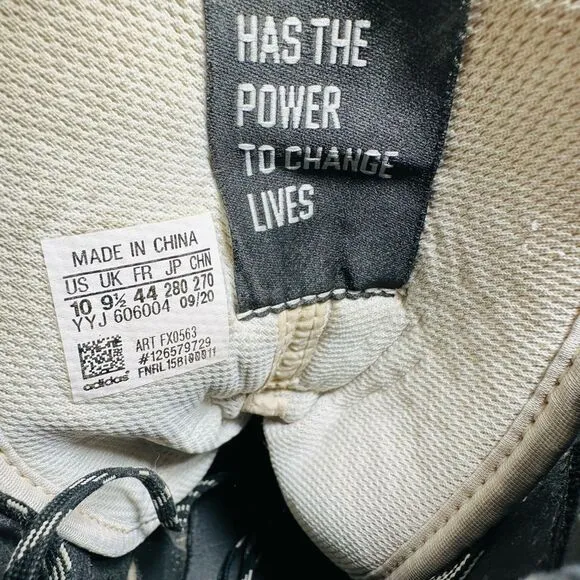 HAS THE
POWER
TO CHANGE
LIVES
MADE IN CHINA
US UK FR JP CHN
10 9½ 44 280 270
YYJ 606004 09/20
ART FX0563
#126579729
adidas